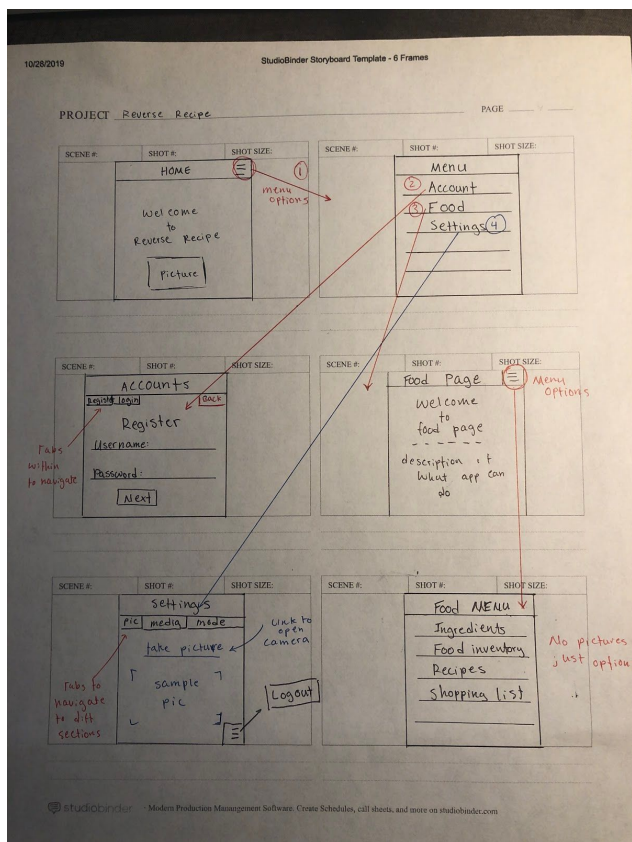 10/26/2019
StudioBinder Storyboard Template - 6 Frames
PROJECT Reverse Recipe
PAGE
SCENE #: SHOT #: SHOT SIZE:
HOME
1
menu
options
Welcome
to
Reverse Recipe
Picture
SCENE #: SHOT #: SHOT SIZE:
Menu
2 Account
3 Food
Settings 4
SCENE #: SHOT #: SHOT SIZE:
Accounts
Register login Back
Register
Username:
Password:
Next
Tabs
within
to navigate
SCENE #: SHOT #: SHOT SIZE:
Food Page
Menu
Options
Welcome
to
food page
description of
what app can
do
SCENE #: SHOT #: SHOT SIZE:
Settings
pic media mode
take picture
Link to
open
camera
sample
pic
Logout
Tabs to
navigate
to diff
sections
SCENE #: SHOT #: SHOT SIZE:
Food MENU
Ingredients
Food inventory
Recipes
Shopping list
No pictures
just option
studiobinder · Modern Production Manangement Software. Create Schedules, call sheets, and more on studiobinder.com